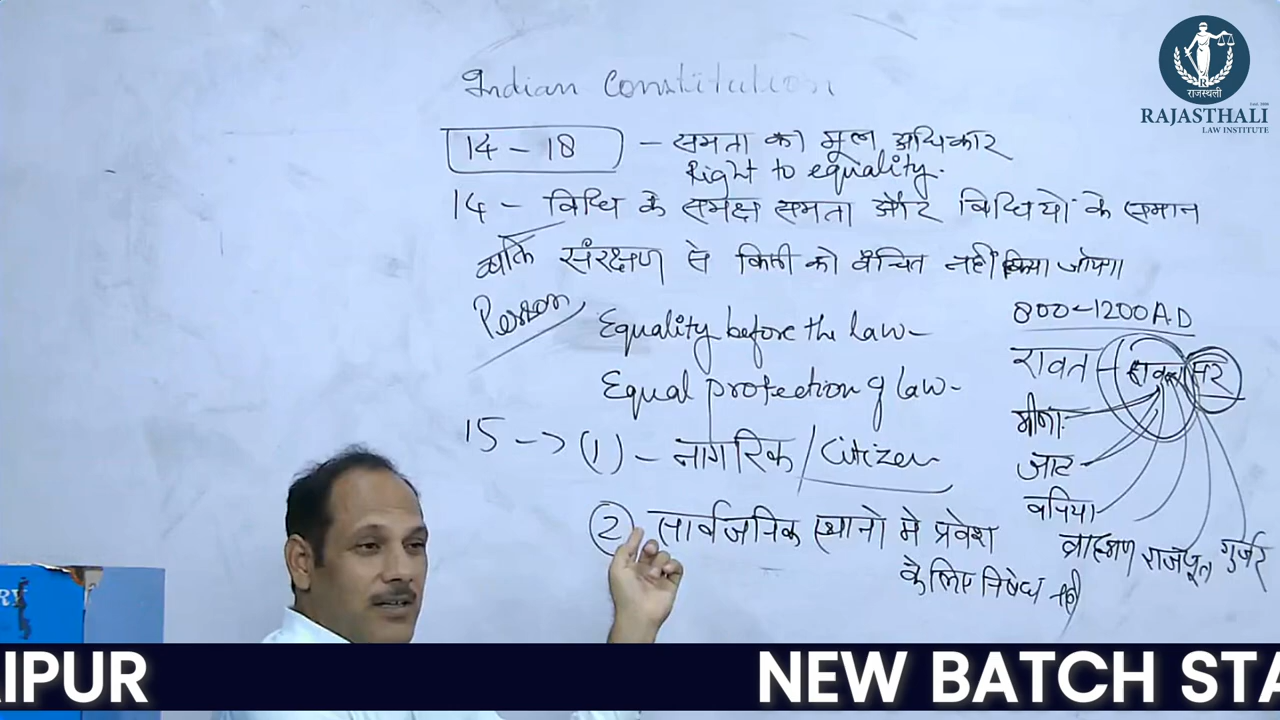 Indian Constitution
14 - 18 - समता का मूल अधिकार
Right to equality.
14 - विधि के समक्ष समता और विधियों के समान
व्यक्ति संरक्षण से किसी को वंचित नहीं किया जाएगा
Person
Equality before the law -
Equal protection of law -
15 -> (1) - नागरिक / Citizen
2 सार्वजनिक स्थानो मे प्रवेश
के लिए निषेध नही
800-1200 A.D
रावत -
मीणा
जाट
बनिया
ब्राह्मण राजपूत गुर्जर
राजस्थली
RAJASTHALI
LAW INSTITUTE
RY
AIPUR NEW BATCH STA